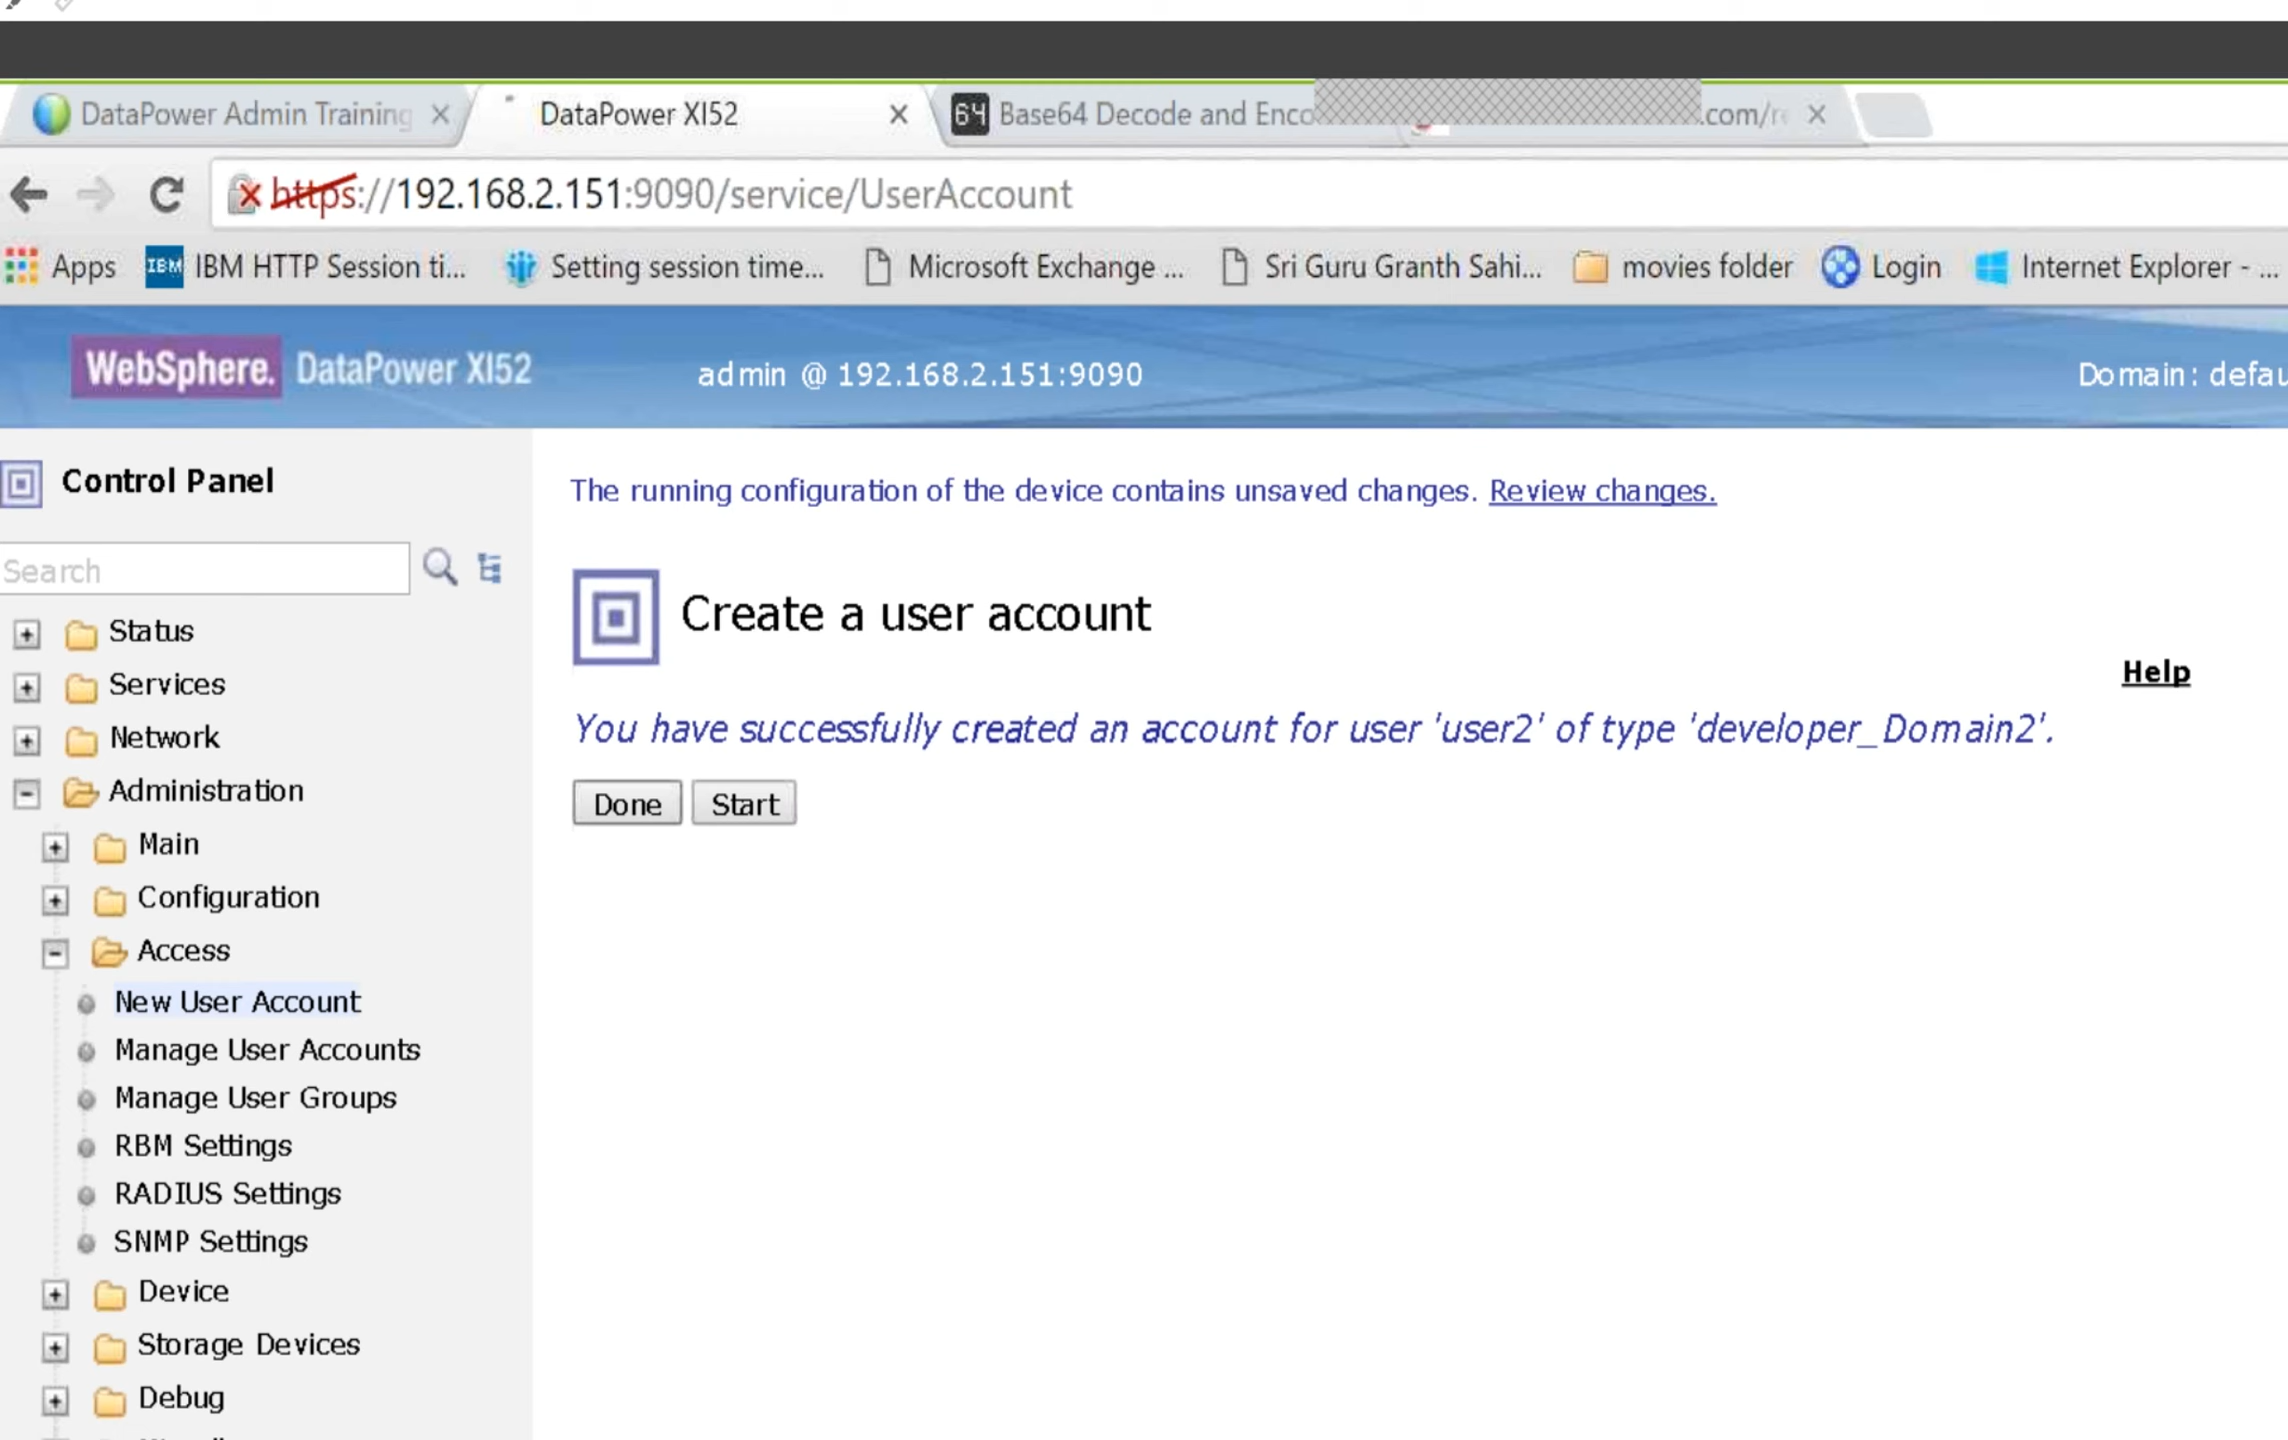 DataPower Admin Training
DataPower XI52
64 Base64 Decode and Enco
.com/r
https://192.168.2.151:9090/service/UserAccount
Apps
IBM IBM HTTP Session ti...
Setting session time...
Microsoft Exchange ...
Sri Guru Granth Sahi...
movies folder
Login
Internet Explorer - ...
WebSphere. DataPower XI52
admin @ 192.168.2.151:9090
Domain: defau
Control Panel
The running configuration of the device contains unsaved changes. Review changes.
Search
Create a user account
Help
You have successfully created an account for user 'user2' of type 'developer_Domain2'.
Done Start
Status
Services
Network
Administration
Main
Configuration
Access
New User Account
Manage User Accounts
Manage User Groups
RBM Settings
RADIUS Settings
SNMP Settings
Device
Storage Devices
Debug